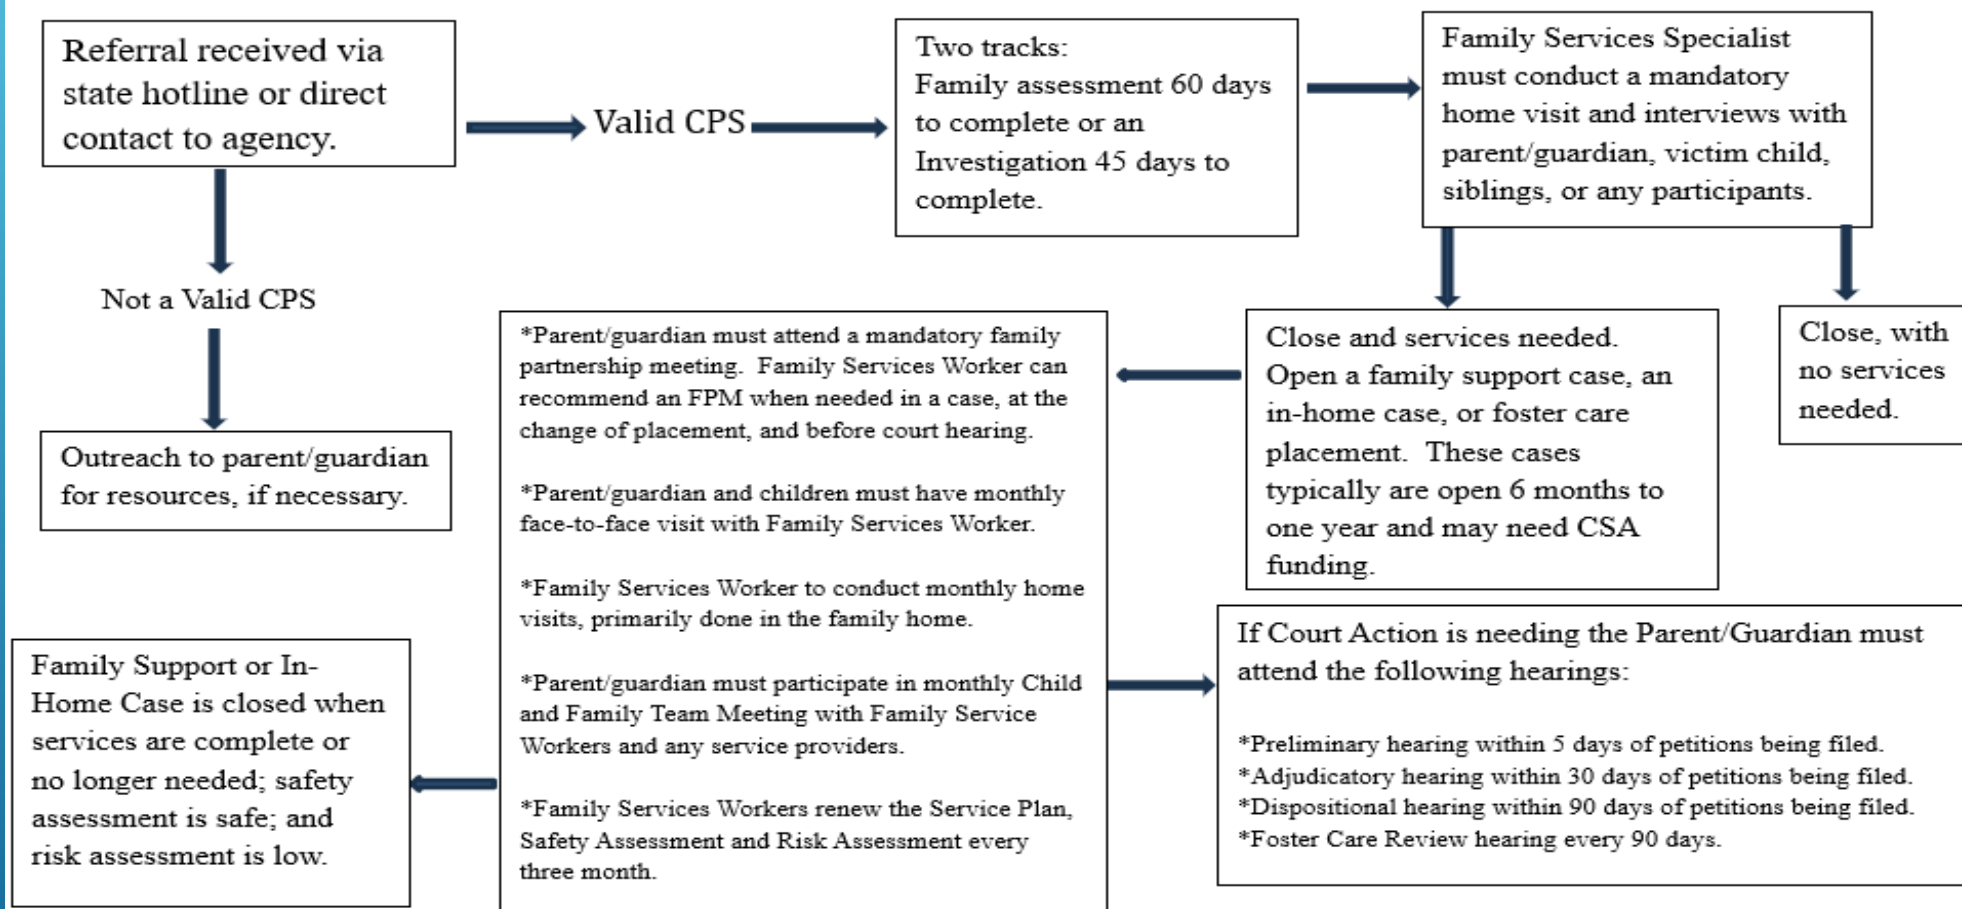 Referral received via
state hotline or direct
contact to agency.
Valid CPS
Two tracks:
Family assessment 60 days
to complete or an
Investigation 45 days to
complete.
Family Services Specialist
must conduct a mandatory
home visit and interviews with
parent/guardian, victim child,
siblings, or any participants.
Not a Valid CPS
Outreach to parent/guardian
for resources, if necessary.
Close, with
no services
needed.
Close and services needed.
Open a family support case, an
in-home case, or foster care
placement.  These cases
typically are open 6 months to
one year and may need CSA
funding.
*Parent/guardian must attend a mandatory family
partnership meeting.  Family Services Worker can
recommend an FPM when needed in a case, at the
change of placement, and before court hearing.
*Parent/guardian and children must have monthly
face-to-face visit with Family Services Worker.
*Family Services Worker to conduct monthly home
visits, primarily done in the family home.
*Parent/guardian must participate in monthly Child
and Family Team Meeting with Family Service
Workers and any service providers.
*Family Services Workers renew the Service Plan,
Safety Assessment and Risk Assessment every
three month.
If Court Action is needing the Parent/Guardian must
attend the following hearings:
*Preliminary hearing within 5 days of petitions being filed.
*Adjudicatory hearing within 30 days of petitions being filed.
*Dispositional hearing within 90 days of petitions being filed.
*Foster Care Review hearing every 90 days.
Family Support or In-
Home Case is closed when
services are complete or
no longer needed; safety
assessment is safe; and
risk assessment is low.